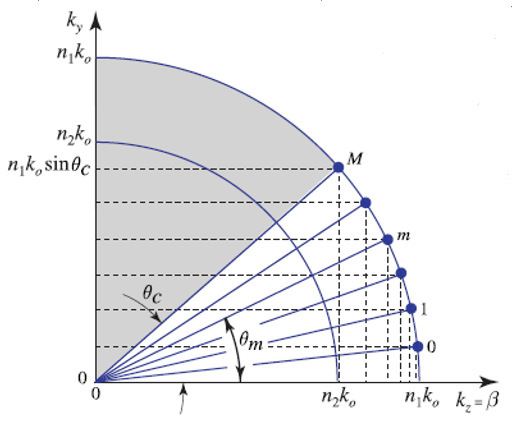 k_y
n_1k_o
n_2k_o
n_1k_o sinθ_C
M
m
θ_C
1
θ_m
0
0
0
n_2k_o
n_1k_o
k_z = β